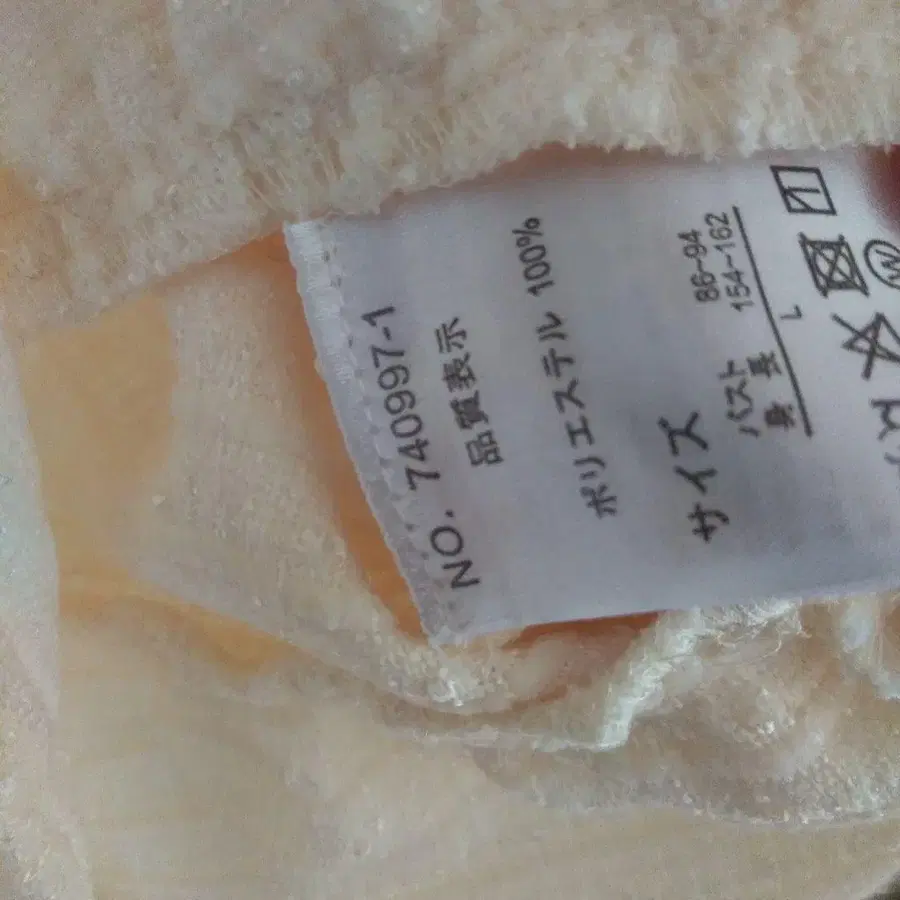 NO. 740997-1
品質表示
ポリエステル 100%
サイズ
バスト 86~94
身長 154~162
L
W